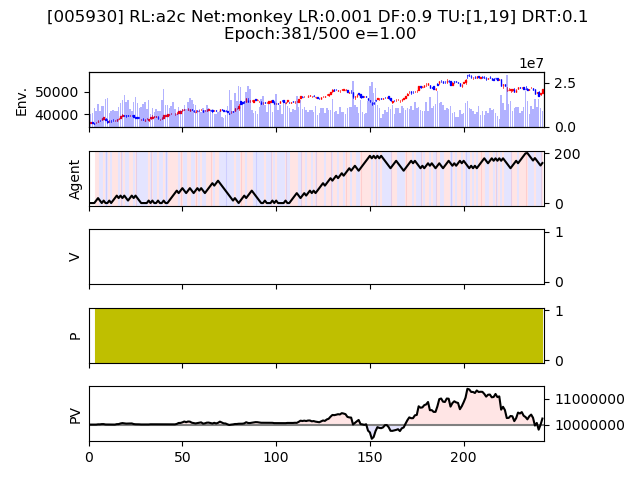 [005930] RL:a2c Net:monkey LR:0.001 DF:0.9 TU:[1,19] DRT:0.1
Epoch:381/500 e=1.00
1e7
Env.
50000
40000
2.5
0.0
Agent
200
0
V
1
0
P
1
0
PV
11000000
10000000
0
50
100
150
200